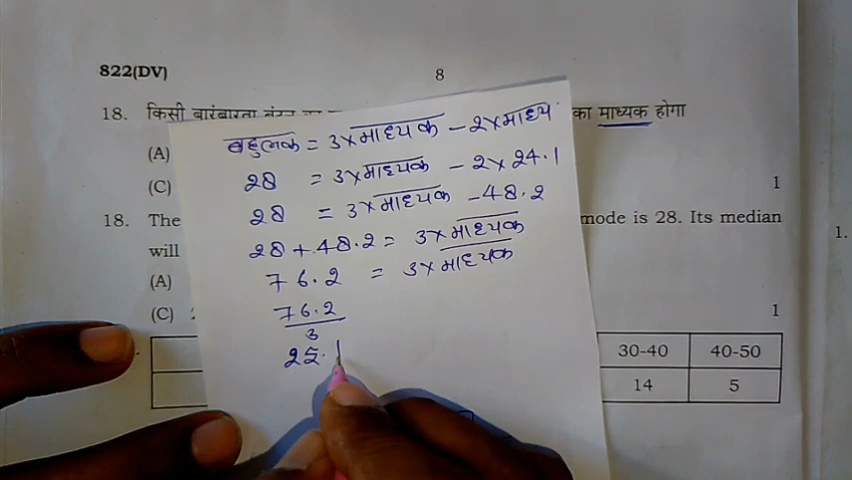 822(DV)
8
18. किसी बारंबारता का माध्यक होगा
(A)
(C)
1
18. The mode is 28. Its median
will
(A)
(C)
1
30-40 40-50
14 5
1.
बहुलक = 3×माध्यक - 2×माध्य
28 = 3×माध्यक - 2×24.1
28 = 3×माध्यक - 48.2
28+48.2 = 3×माध्यक
76.2 = 3×माध्यक
76.2
3
25.